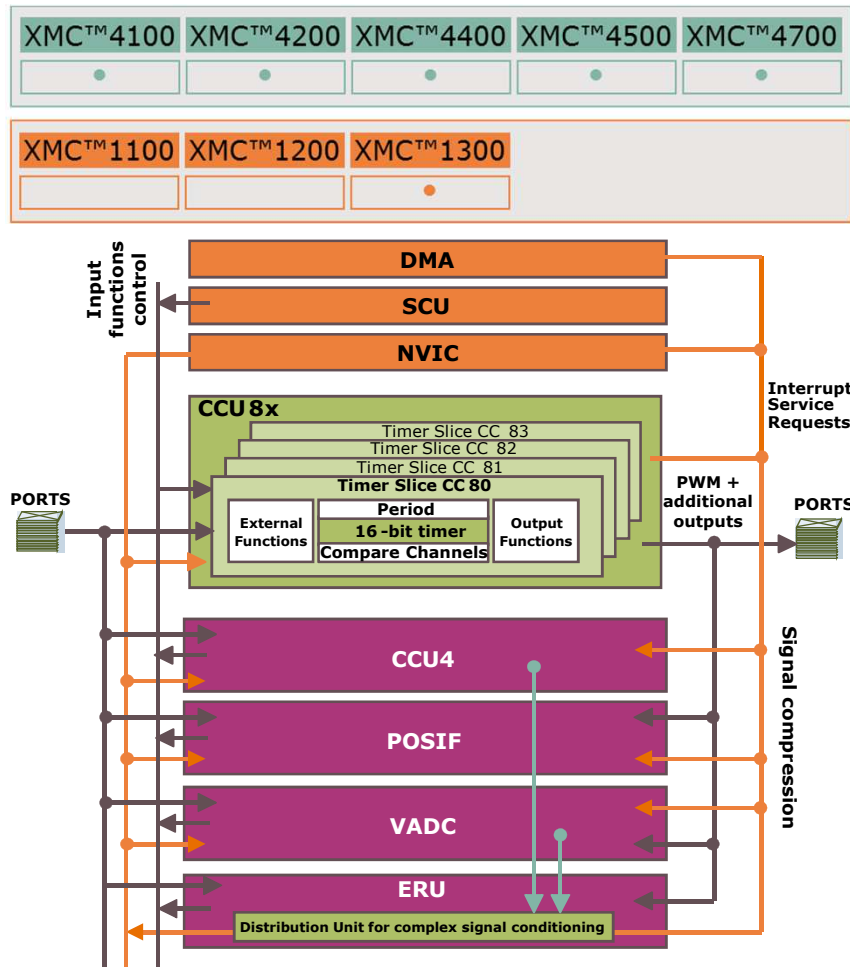 XMC™4100 XMC™4200 XMC™4400 XMC™4500 XMC™4700
XMC™1100 XMC™1200 XMC™1300
Input
functions
control
DMA
SCU
NVIC
Interrupt
Service
Requests
CCU8x
Timer Slice CC 83
Timer Slice CC 82
Timer Slice CC 81
Timer Slice CC 80
External
Functions
Period
16-bit timer
Compare Channels
Output
Functions
PORTS
PWM +
additional
outputs
PORTS
CCU4
POSIF
VADC
ERU
Distribution Unit for complex signal conditioning
Signal compression